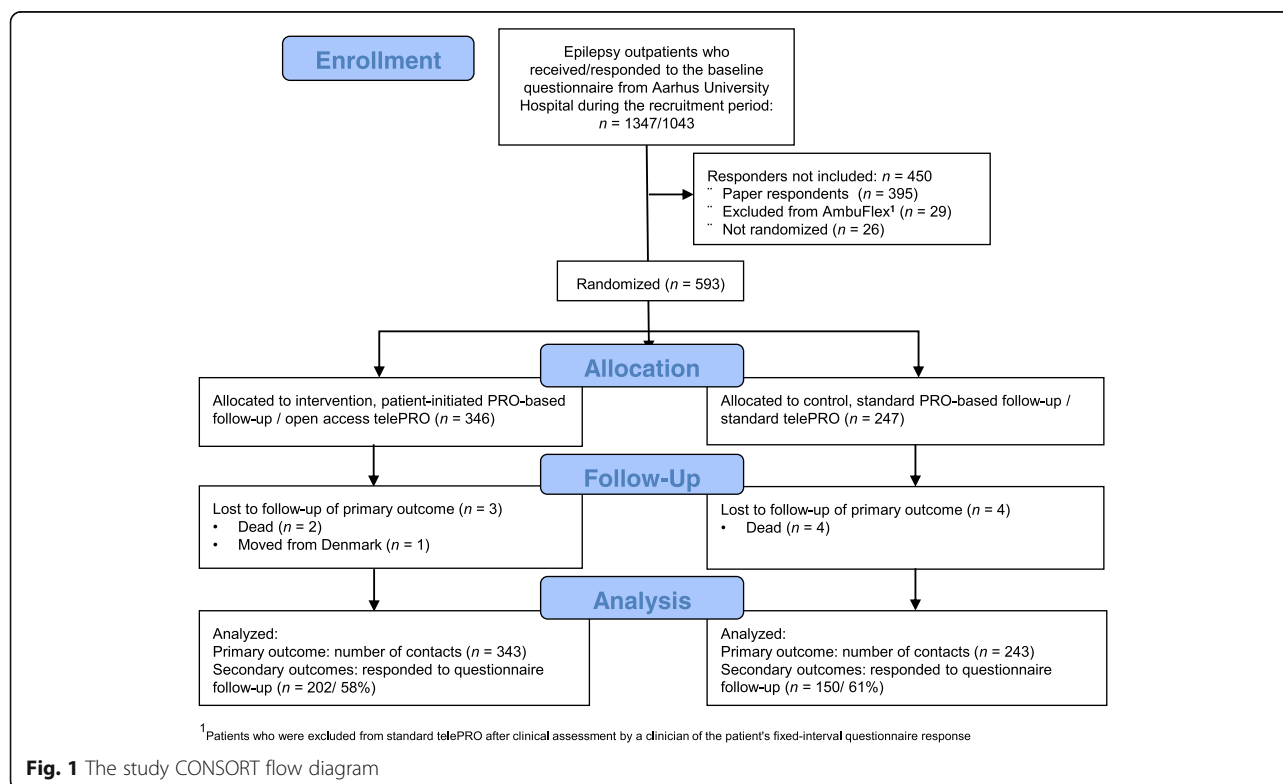 Enrollment
Epilepsy outpatients who
received/responded to the baseline
questionnaire from Aarhus University
Hospital during the recruitment period:
n = 1347/1043
Responders not included: n = 450
¨ Paper respondents (n = 395)
¨ Excluded from AmbuFlex¹ (n = 29)
¨ Not randomized (n = 26)
Randomized (n = 593)
Allocation
Allocated to intervention, patient-initiated PRO-based
follow-up / open access telePRO (n = 346)
Allocated to control, standard PRO-based follow-up /
standard telePRO (n = 247)
Follow-Up
Lost to follow-up of primary outcome (n = 3)
• Dead (n = 2)
• Moved from Denmark (n = 1)
Lost to follow-up of primary outcome (n = 4)
• Dead (n = 4)
Analysis
Analyzed:
Primary outcome: number of contacts (n = 343)
Secondary outcomes: responded to questionnaire
follow-up (n = 202/ 58%)
Analyzed:
Primary outcome: number of contacts (n = 243)
Secondary outcomes: responded to questionnaire
follow-up (n = 150/ 61%)
¹Patients who were excluded from standard telePRO after clinical assessment by a clinician of the patient's fixed-interval questionnaire response
Fig. 1 The study CONSORT flow diagram